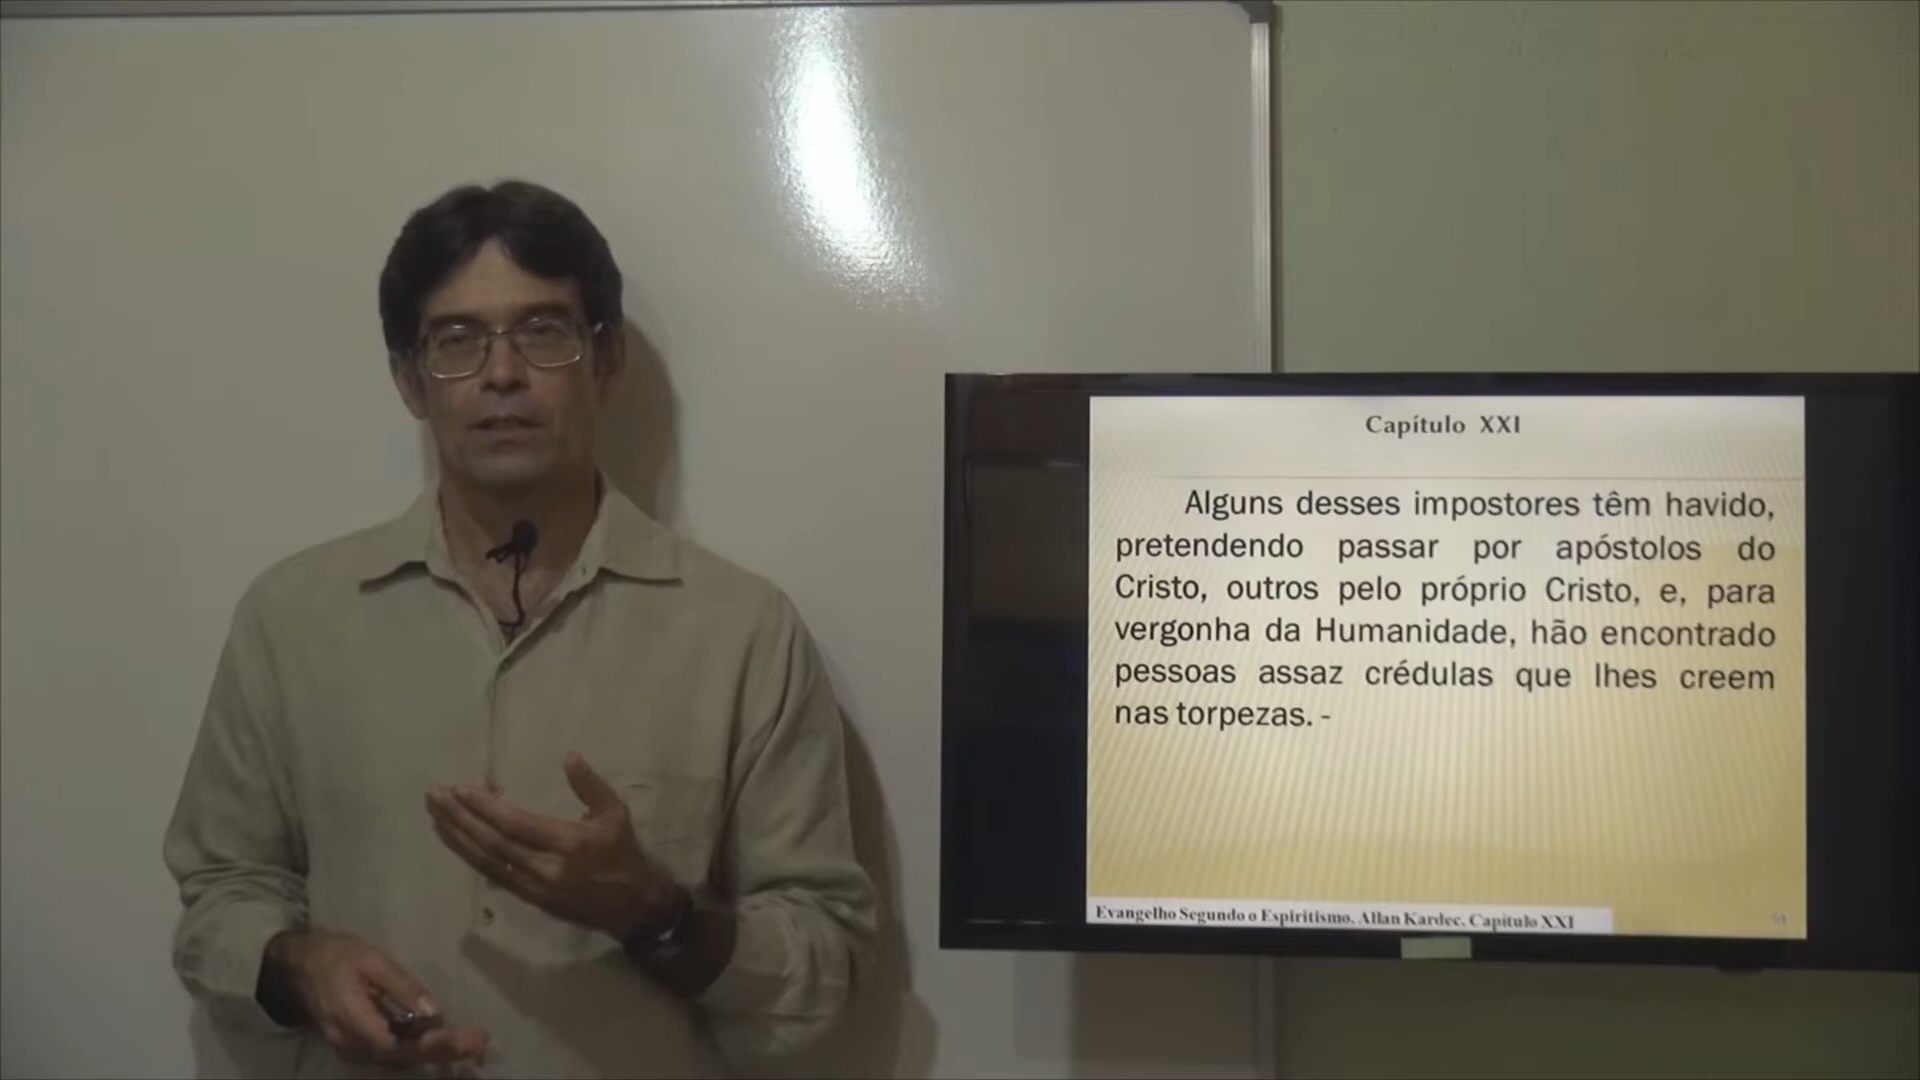 Capítulo XXI
Alguns desses impostores têm havido,
pretendendo passar por apóstolos do
Cristo, outros pelo próprio Cristo, e, para
vergonha da Humanidade, hão encontrado
pessoas assaz crédulas que lhes creem
nas torpezas. -
Evangelho Segundo o Espiritismo. Allan Kardec. Capítulo XXI